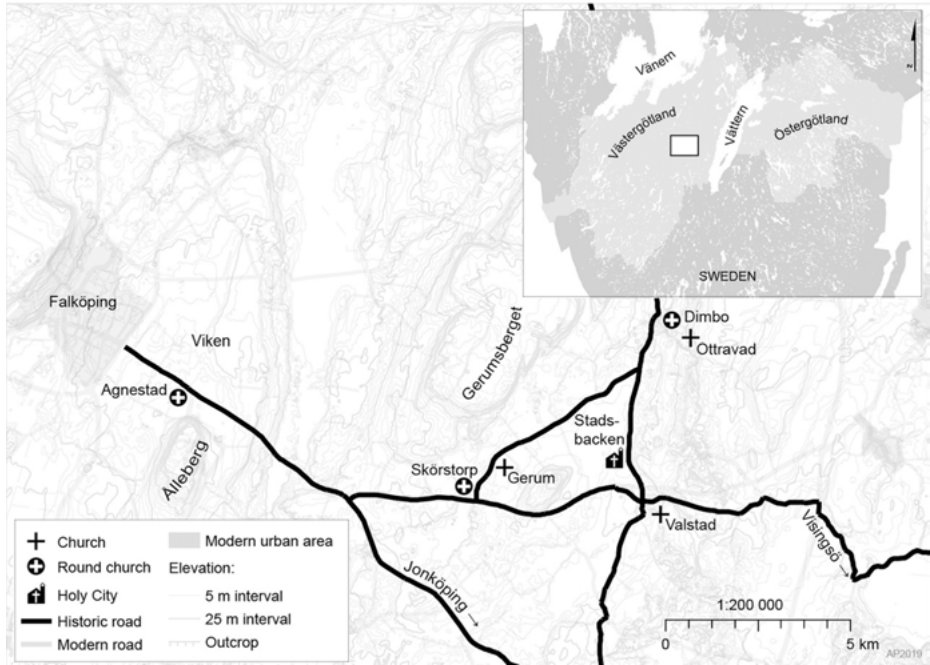 Vänern
Västergötland
Vättern
Östergötland
SWEDEN
Z
Falköping
Viken
Agnestad
Ålleberg
Gerumsberget
Dimbo
Ottravad
Stads-
backen
Skörstorp
Gerum
Valstad
Visingsö →
Jonköping →
Church
Round church
Holy City
Historic road
Modern road
Modern urban area
Elevation:
5 m interval
25 m interval
Outcrop
1:200 000
0
5 km
AP2019